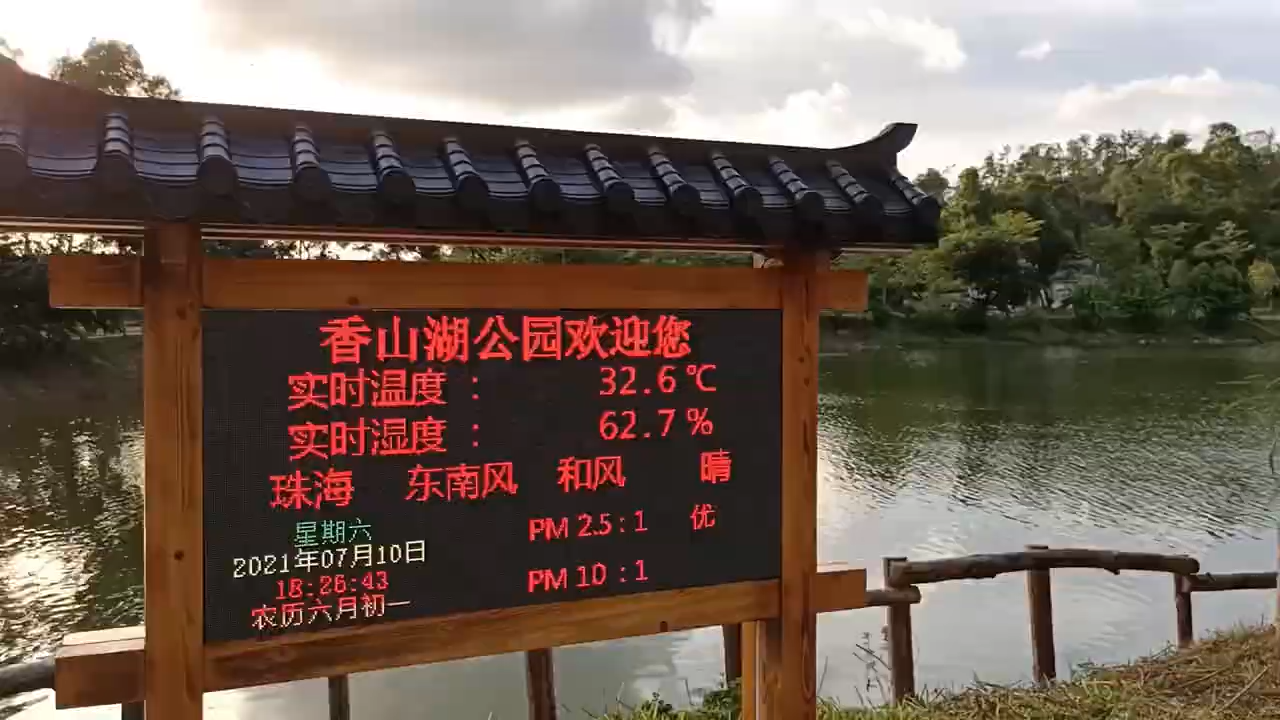 香山湖公园欢迎您
实时温度： 32.6℃
实时湿度： 62.7%
珠海 东南风 和风 晴
星期六
2021年07月10日
18:26:43
农历六月初一
PM 2.5 : 1 优
PM 10 : 1